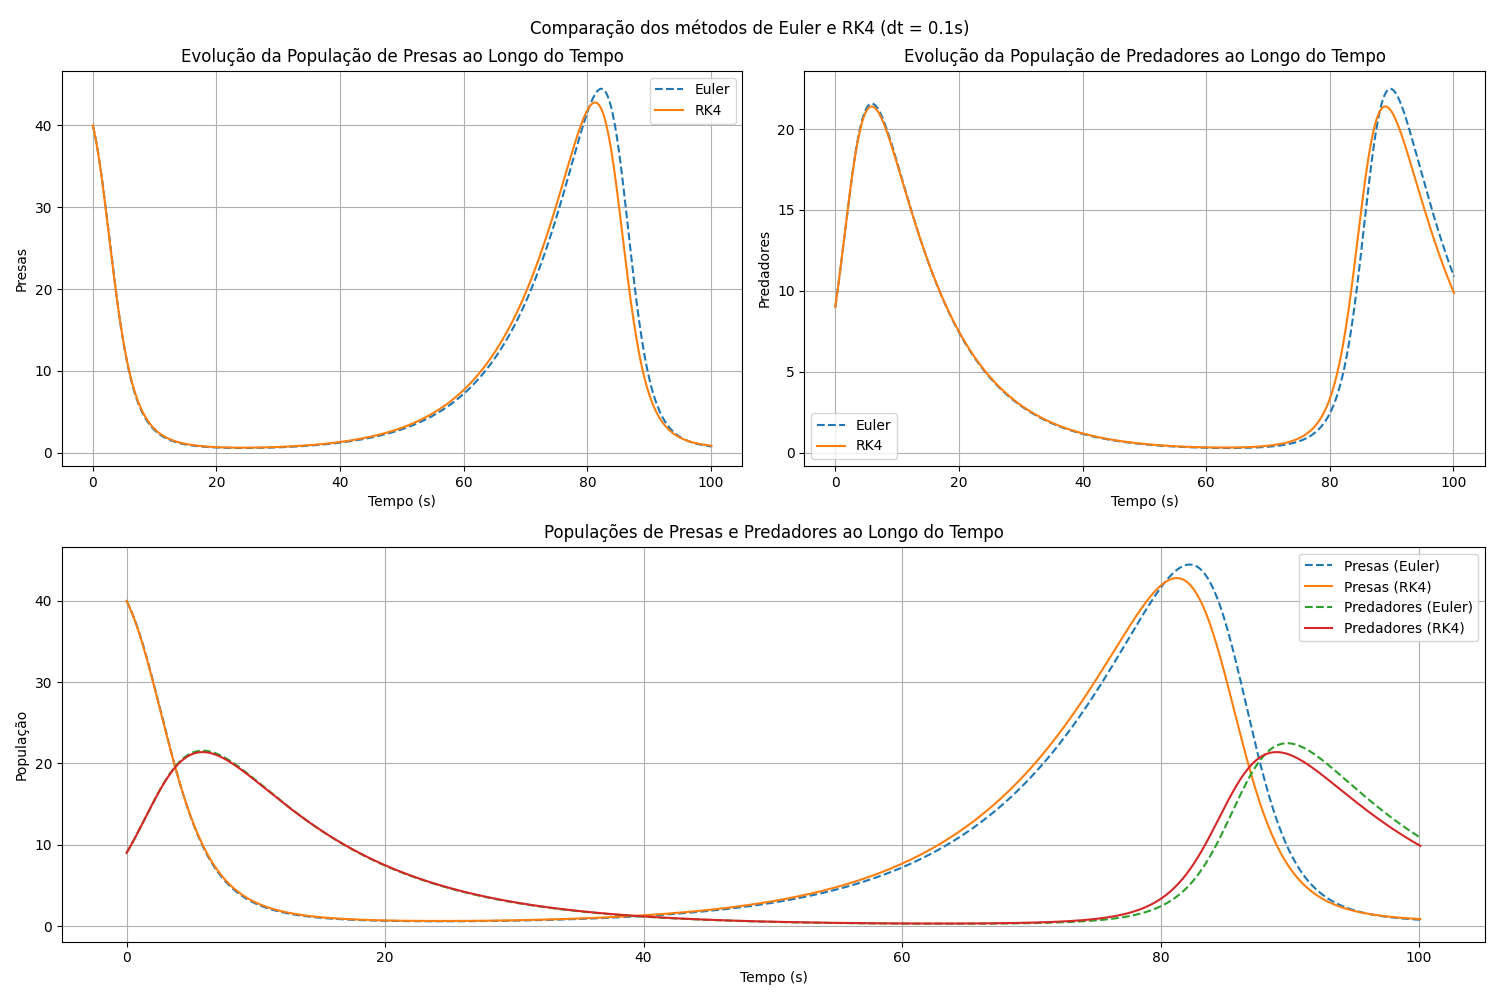 Comparação dos métodos de Euler e RK4 (dt = 0.1s)
Evolução da População de Presas ao Longo do Tempo
Presas
40
30
20
10
0
0 20 40 60 80 100
Tempo (s)
Euler
RK4
Evolução da População de Predadores ao Longo do Tempo
Predadores
20
15
10
5
0
0 20 40 60 80 100
Tempo (s)
Euler
RK4
Populações de Presas e Predadores ao Longo do Tempo
População
40
30
20
10
0
0 20 40 60 80 100
Tempo (s)
Presas (Euler)
Presas (RK4)
Predadores (Euler)
Predadores (RK4)